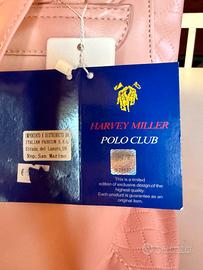 IMPORTATO E DISTRIBUITO DA
ITALIAN FASHION S.R.L.
Strada del Lavoro,
Rep. San Marino
€
HARVEY MILLER
POLO CLUB
This is a limited
edition of exclusive design of the
highest quality.
Each product is guarantee as an
original item.